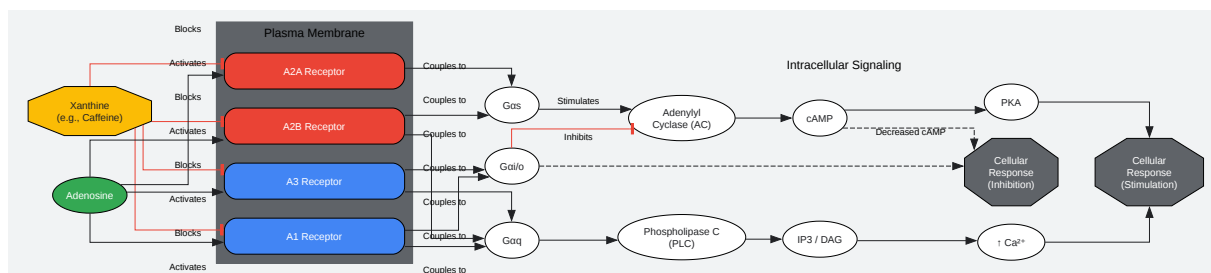 Blocks
Plasma Membrane
Activates
Couples to
A2A Receptor
Intracellular Signaling
Blocks
Couples to
Xanthine
(e.g., Caffeine)
Gαs
Stimulates
PKA
A2B Receptor
Adenylyl
Cyclase (AC)
cAMP
Activates
Inhibits
Decreased cAMP
Blocks
Couples to
Gαi/o
Cellular
Response
(Inhibition)
Cellular
Response
(Stimulation)
A3 Receptor
Adenosine
Activates
Couples to
Blocks
Couples to
A1 Receptor
Gαq
Phospholipase C
(PLC)
IP3 / DAG
↑ Ca²⁺
Activates
Couples to